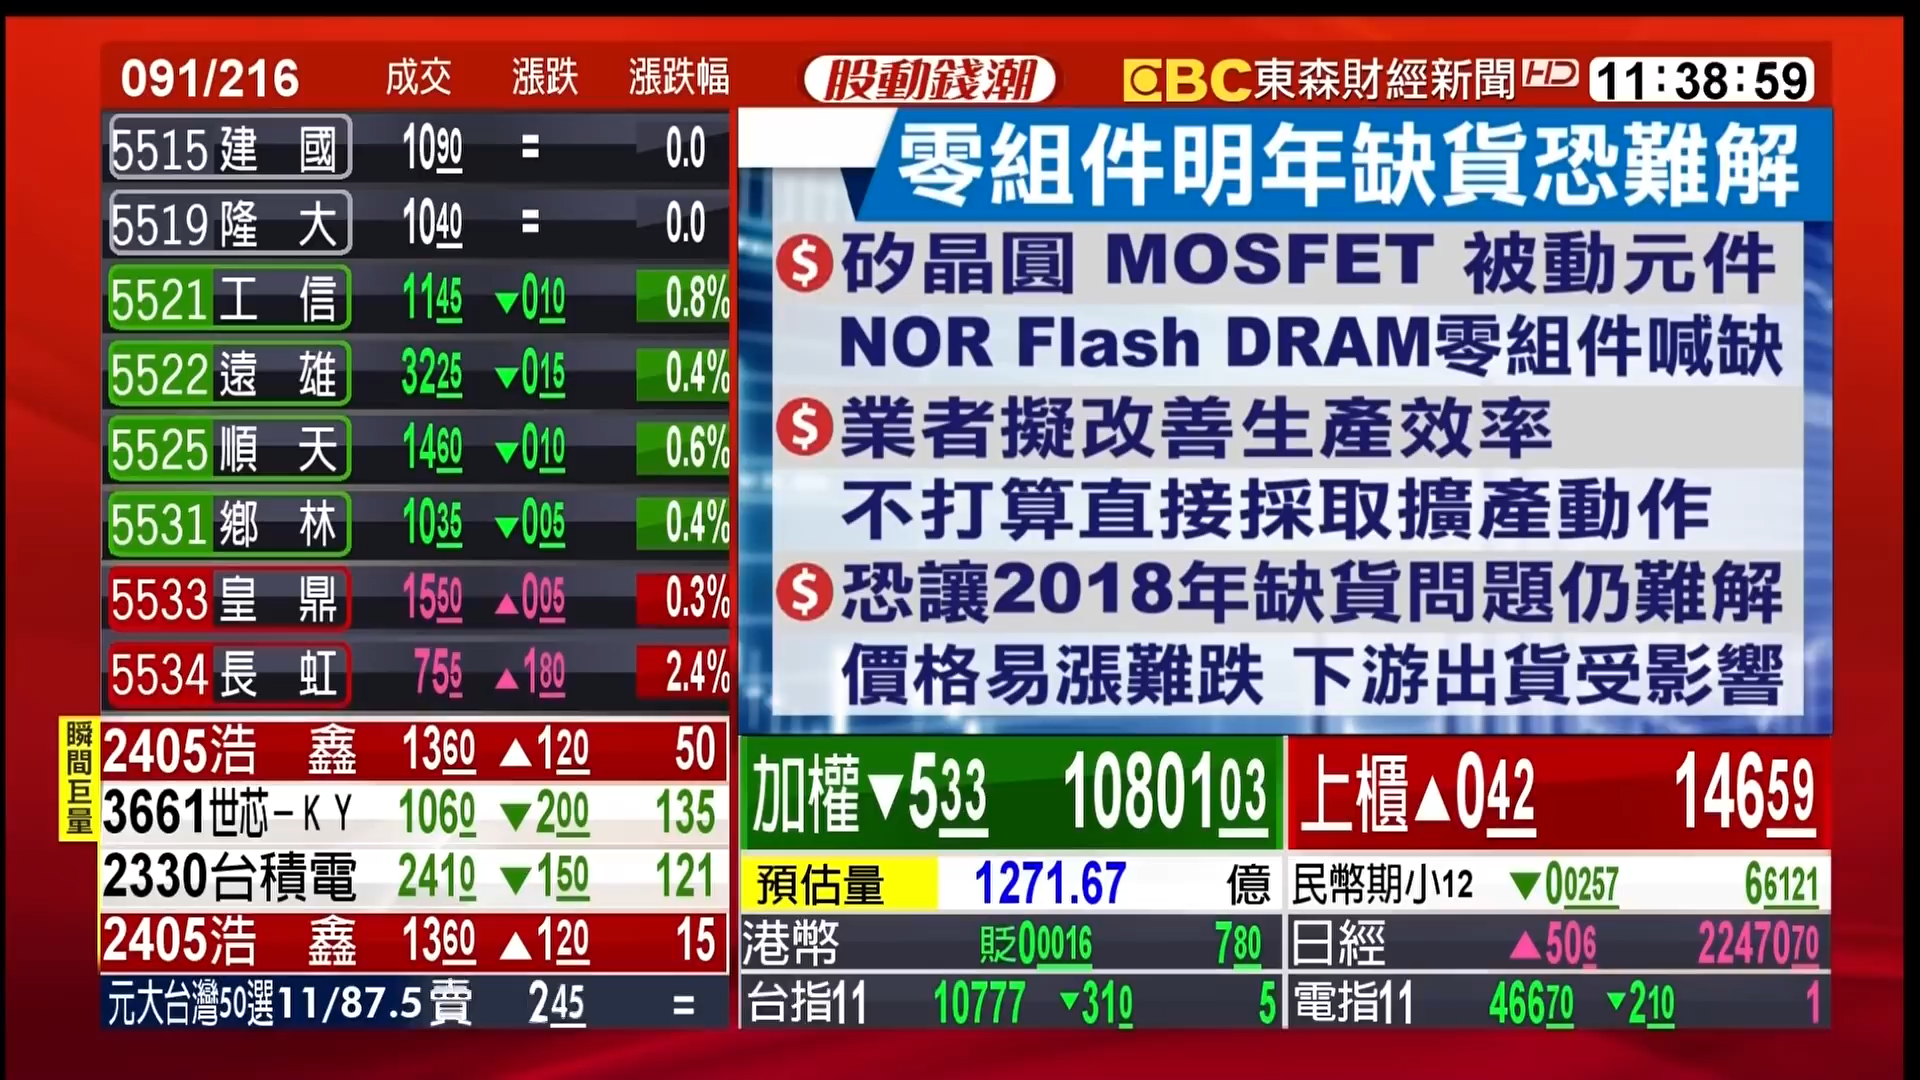 091/216 成交 漲跌 漲跌幅
5515 建國 1090 = 0.0
5519 隆大 1040 = 0.0
5521 工信 1145 ▼010 0.8%
5522 遠雄 3225 ▼015 0.4%
5525 順天 1460 ▼010 0.6%
5531 鄉林 1035 ▼005 0.4%
5533 皇鼎 1550 ▲005 0.3%
5534 長虹 755 ▲180 2.4%
瞬間巨量
2405浩鑫 1360 ▲120 50
3661世芯-KY 1060 ▼200 135
2330台積電 2410 ▼150 121
2405浩鑫 1360 ▲120 15
元大台灣50選11/87.5賣 245 =
股動錢潮
EBC東森財經新聞HD 11:38:59
零組件明年缺貨恐難解
$矽晶圓 MOSFET 被動元件
NOR Flash DRAM零組件喊缺
$業者擬改善生產效率
不打算直接採取擴產動作
$恐讓2018年缺貨問題仍難解
價格易漲難跌 下游出貨受影響
加權▼533 1080103
上櫃▲042 14659
預估量 1271.67 億
民幣期小12 ▼00257 66121
港幣 貶00016 780
日經 ▲506 2247070
台指11 10777 ▼310 5
電指11 46670 ▼210 1